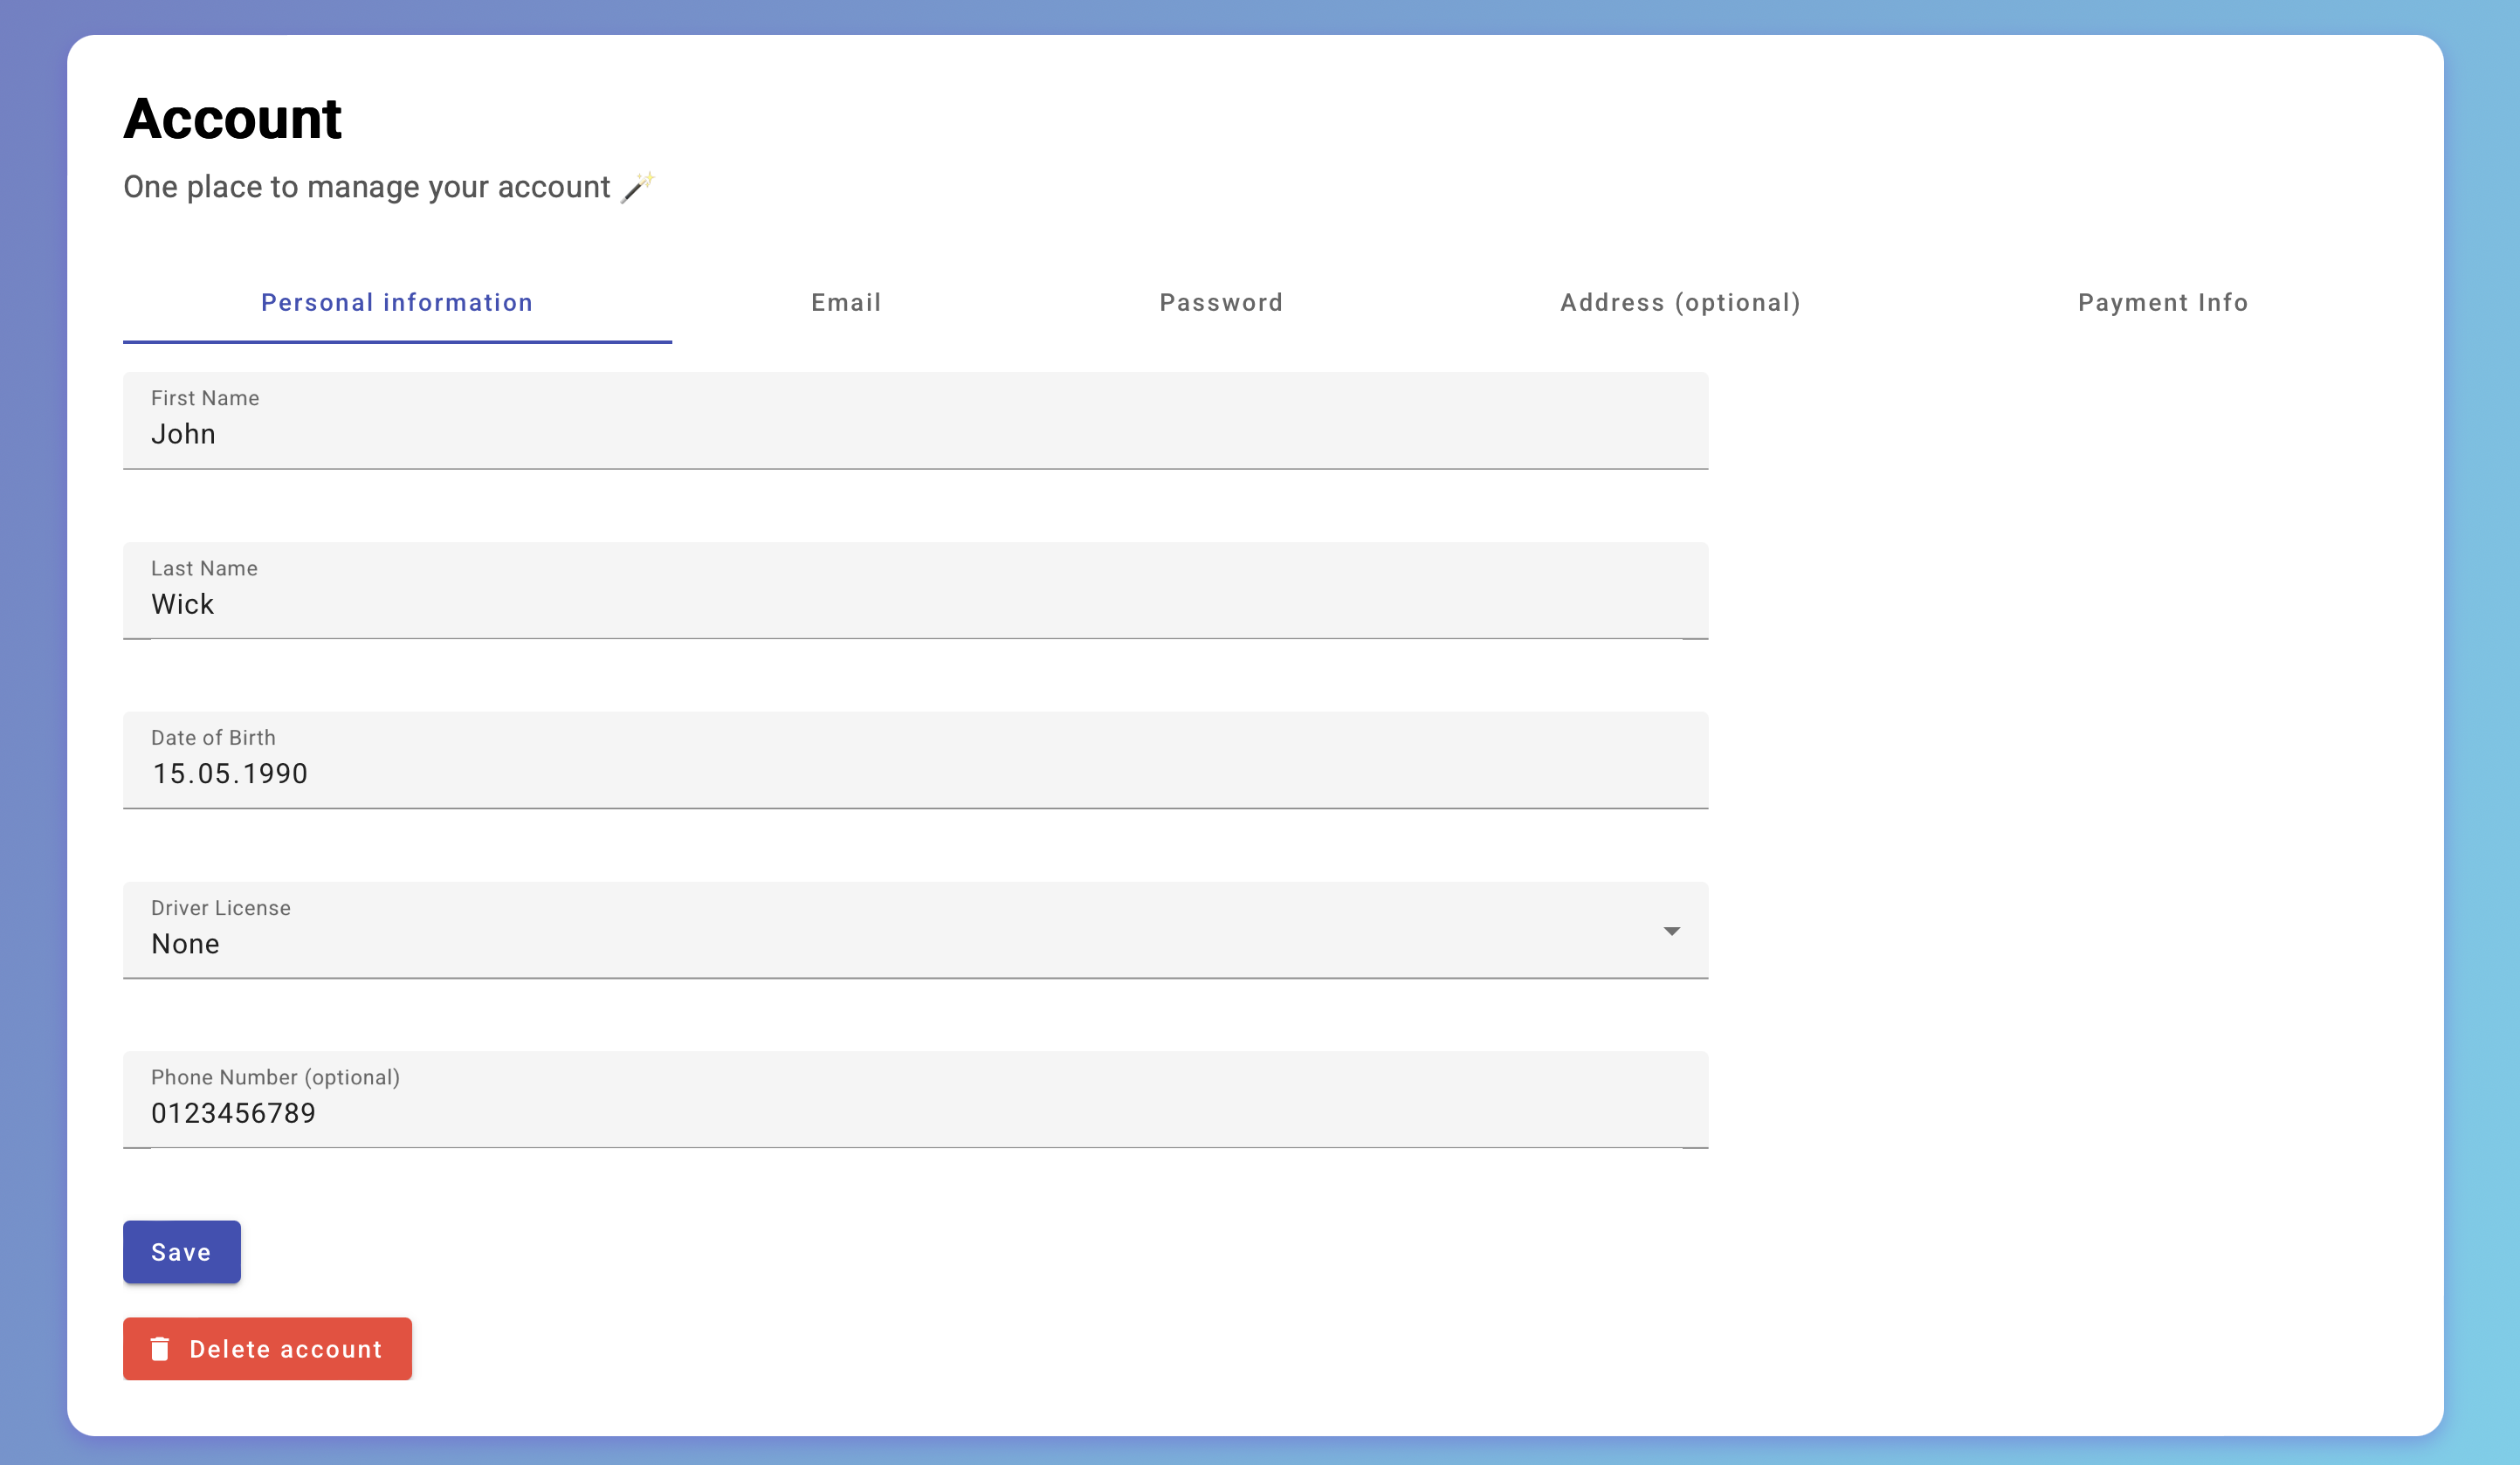 Account
One place to manage your account 🪄
Personal information Email Password Address (optional) Payment Info
First Name
John
Last Name
Wick
Date of Birth
15.05.1990
Driver License
None
Phone Number (optional)
0123456789
Save
Delete account